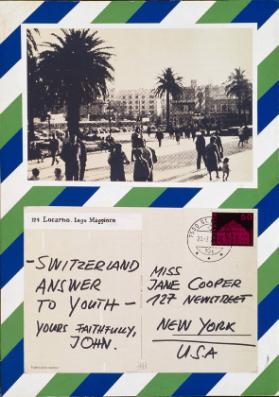 124 Locarno. Lago Maggiore
-SWITZERLAND
ANSWER
TO YOUTH-
YOURS FAITHFULLY,
JOHN.
50
MISS
JANE COOPER
127 NEWSTREET
NEW YORK
USA